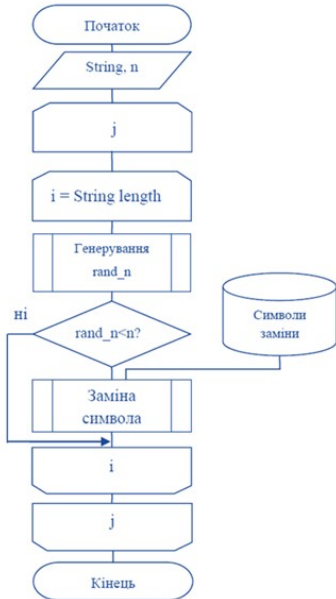 Початок
String, n
j
i = String length
Генерування
rand_n
ні
rand_n<n?
Символи
заміни
Заміна
символа
i
j
Кінець